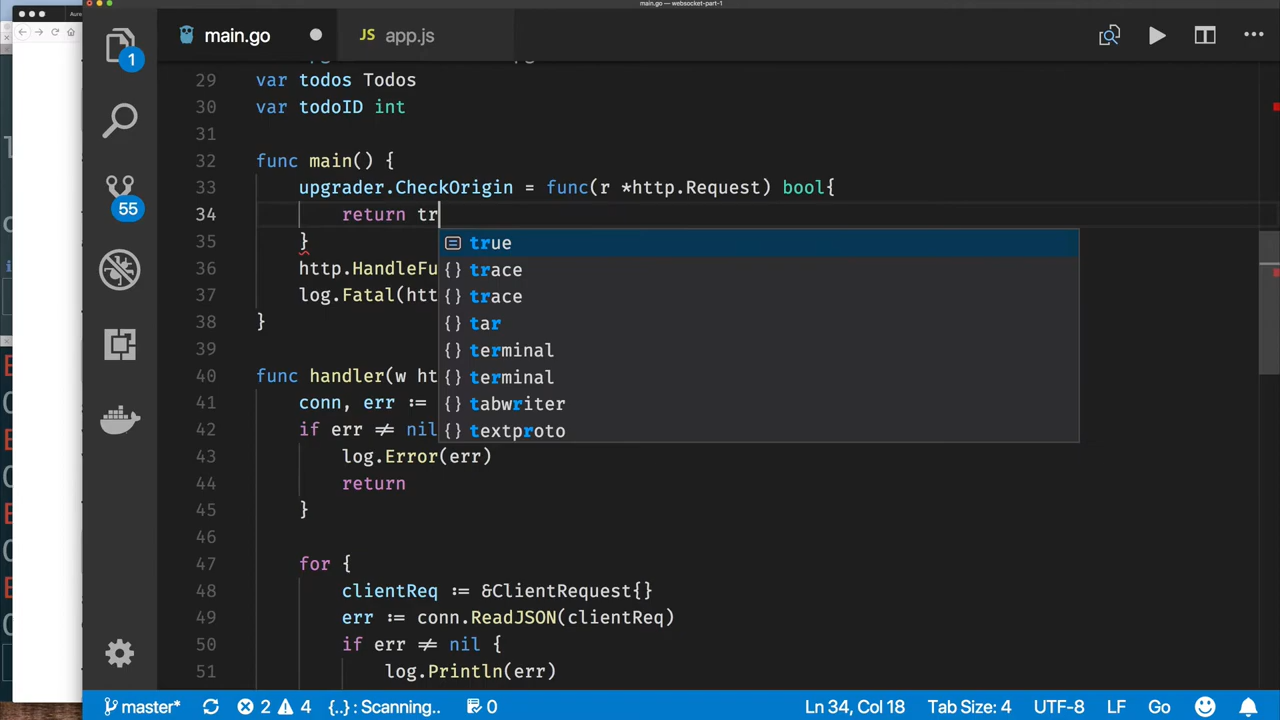 main.go — websocket-part-1
main.go
JS app.js
1
55
29 var todos Todos
30 var todoID int
31
32 func main() {
33 upgrader.CheckOrigin = func(r *http.Request) bool{
34 return tr
35 }
36 http.HandleFu
37 log.Fatal(htt
38 }
39
40 func handler(w ht
41 conn, err :=
42 if err ≠ nil
43 log.Error(err)
44 return
45 }
46
47 for {
48 clientReq := &ClientRequest{}
49 err := conn.ReadJSON(clientReq)
50 if err ≠ nil {
51 log.Println(err)
true
{} trace
{} trace
{} tar
{} terminal
{} terminal
{} tabwriter
{} textproto
master* 2 4 {..} : Scanning.. 0 Ln 34, Col 18 Tab Size: 4 UTF-8 LF Go